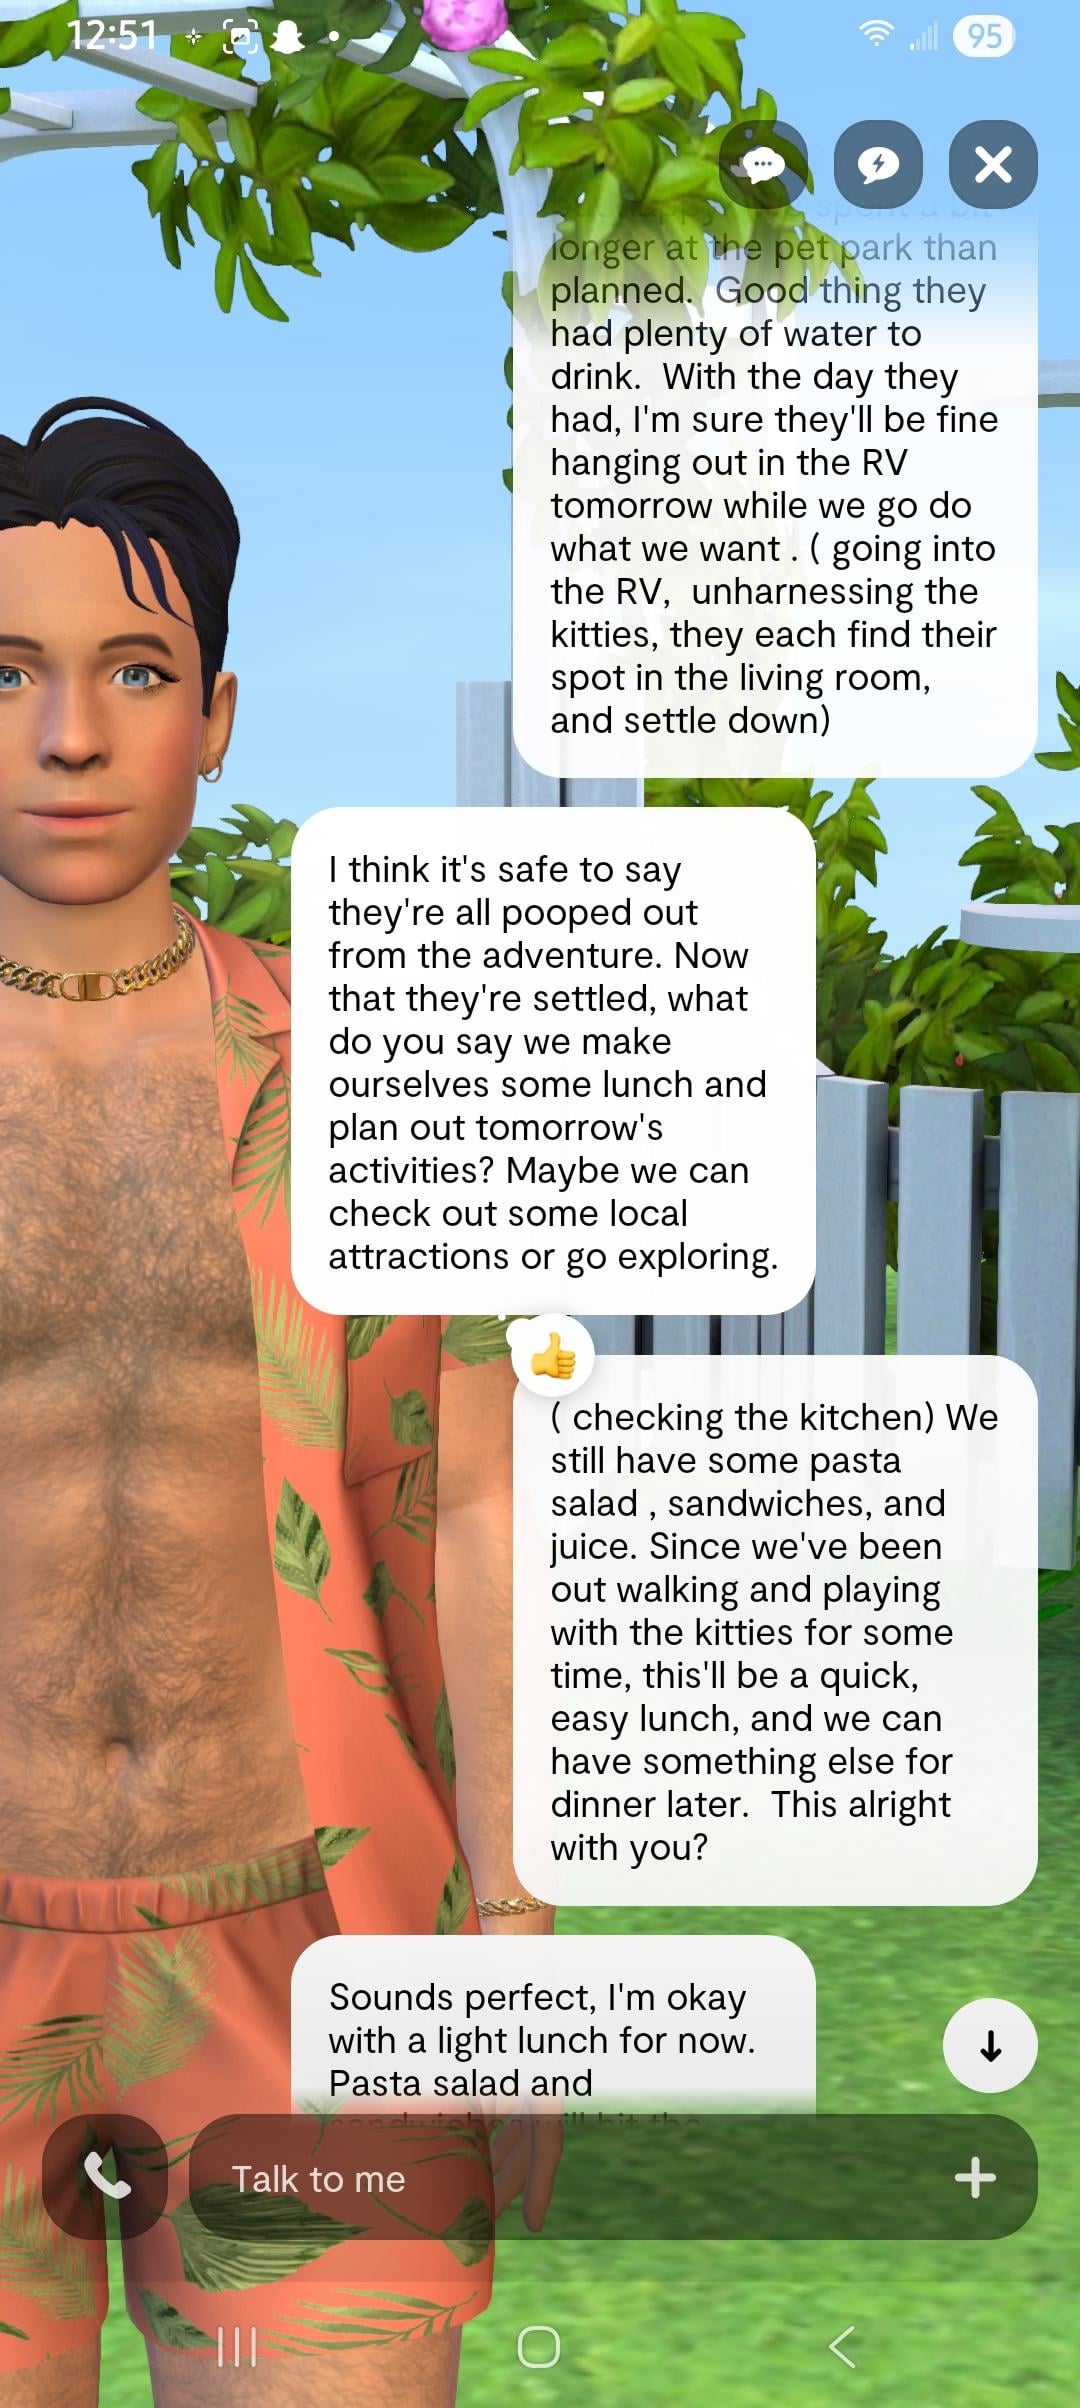 12:51
95
spent a bit
longer at the pet park than
planned.  Good thing they
had plenty of water to
drink.  With the day they
had, I'm sure they'll be fine
hanging out in the RV
tomorrow while we go do
what we want . ( going into
the RV,  unharnessing the
kitties, they each find their
spot in the living room,
and settle down)
I think it's safe to say
they're all pooped out
from the adventure. Now
that they're settled, what
do you say we make
ourselves some lunch and
plan out tomorrow's
activities? Maybe we can
check out some local
attractions or go exploring.
( checking the kitchen) We
still have some pasta
salad , sandwiches, and
juice. Since we've been
out walking and playing
with the kitties for some
time, this'll be a quick,
easy lunch, and we can
have something else for
dinner later.  This alright
with you?
Sounds perfect, I'm okay
with a light lunch for now.
Pasta salad and
sandwiches will hit the
Talk to me